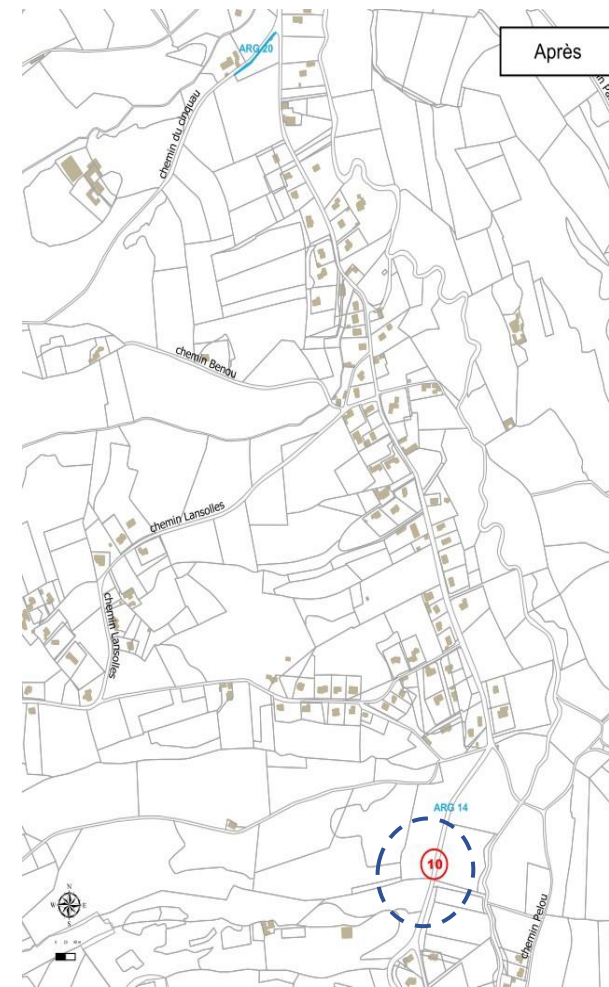 Après
ARG 20
chemin du cinquau
chemin Benou
chemin Lansolles
chemin Lansolles
ARG 14
10
N
W E
S
chemin Pelou